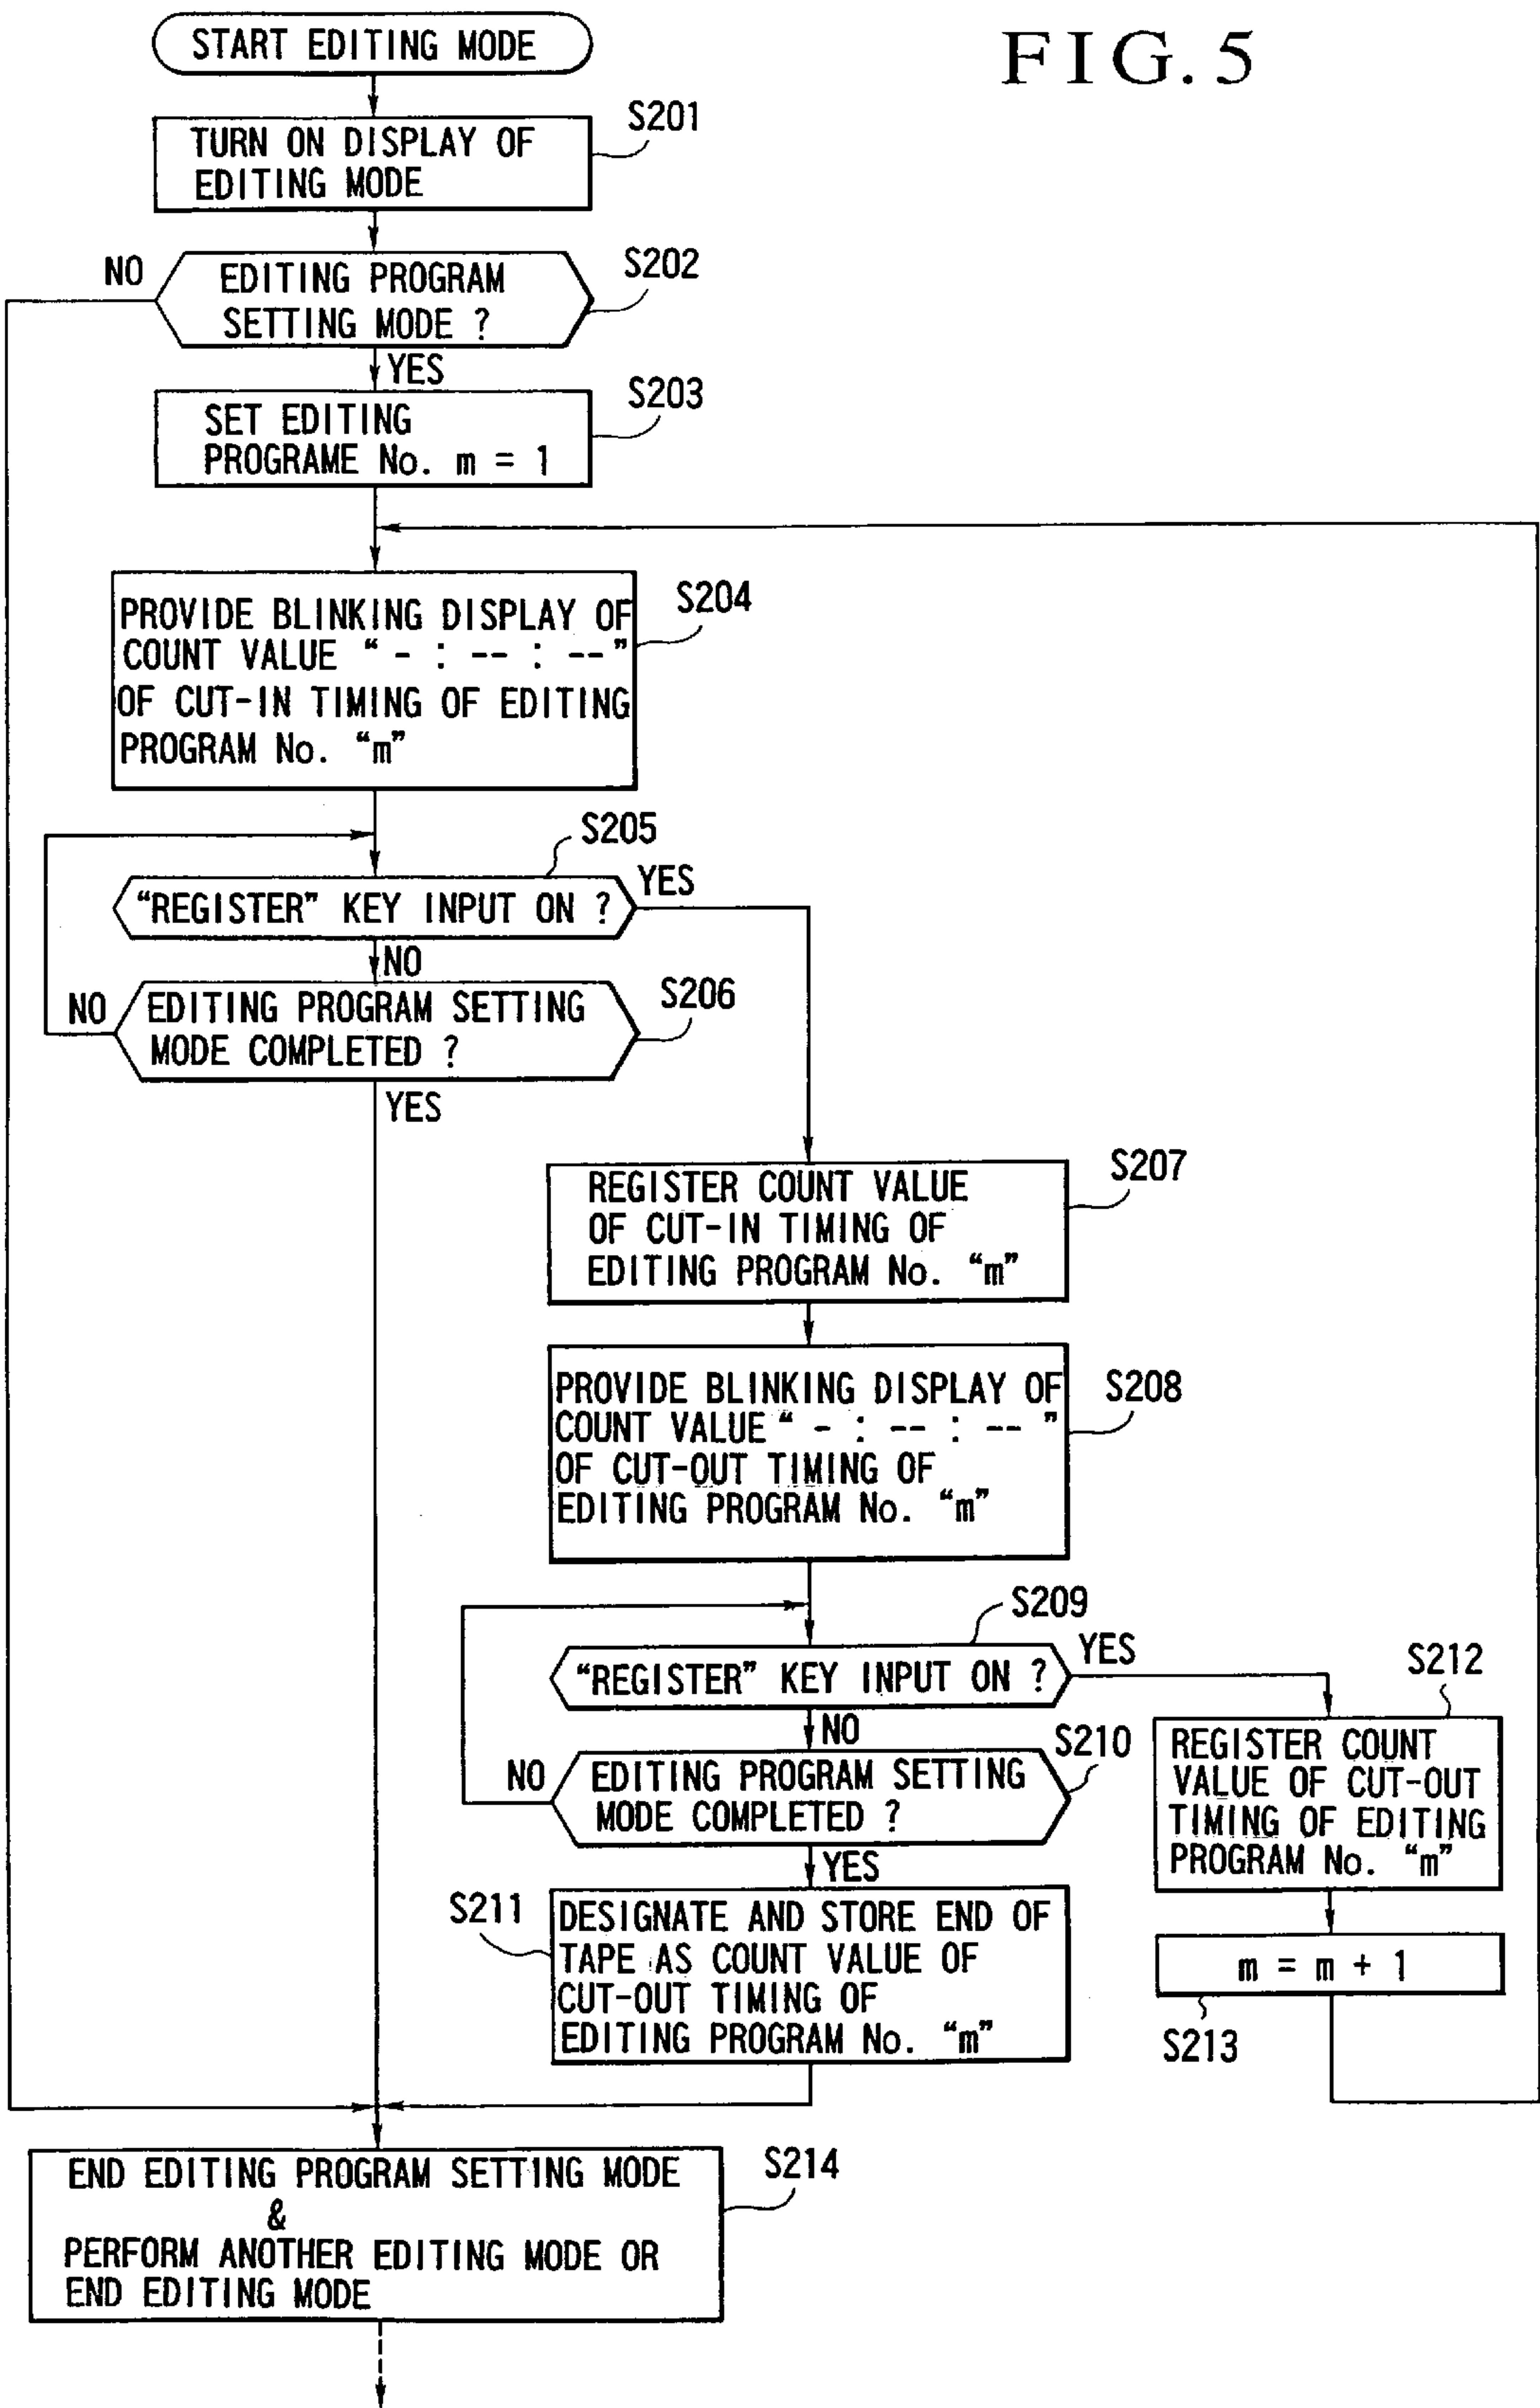 FIG. 5
START EDITING MODE
S201
TURN ON DISPLAY OF
EDITING MODE
NO
S202
EDITING PROGRAM
SETTING MODE ?
YES
S203
SET EDITING
PROGRAME No. m = 1
S204
PROVIDE BLINKING DISPLAY OF
COUNT VALUE “ - : -- : -- ”
OF CUT-IN TIMING OF EDITING
PROGRAM No. “m”
S205
“REGISTER” KEY INPUT ON ?
YES
NO
S206
NO
EDITING PROGRAM SETTING
MODE COMPLETED ?
YES
S207
REGISTER COUNT VALUE
OF CUT-IN TIMING OF
EDITING PROGRAM No. “m”
S208
PROVIDE BLINKING DISPLAY OF
COUNT VALUE “ - : -- : -- ”
OF CUT-OUT TIMING OF
EDITING PROGRAM No. “m”
S209
“REGISTER” KEY INPUT ON ?
YES
NO
S210
NO
EDITING PROGRAM SETTING
MODE COMPLETED ?
YES
S211
DESIGNATE AND STORE END OF
TAPE AS COUNT VALUE OF
CUT-OUT TIMING OF
EDITING PROGRAM No. “m”
S212
REGISTER COUNT
VALUE OF CUT-OUT
TIMING OF EDITING
PROGRAM No. “m”
m = m + 1
S213
S214
END EDITING PROGRAM SETTING MODE
&
PERFORM ANOTHER EDITING MODE OR
END EDITING MODE